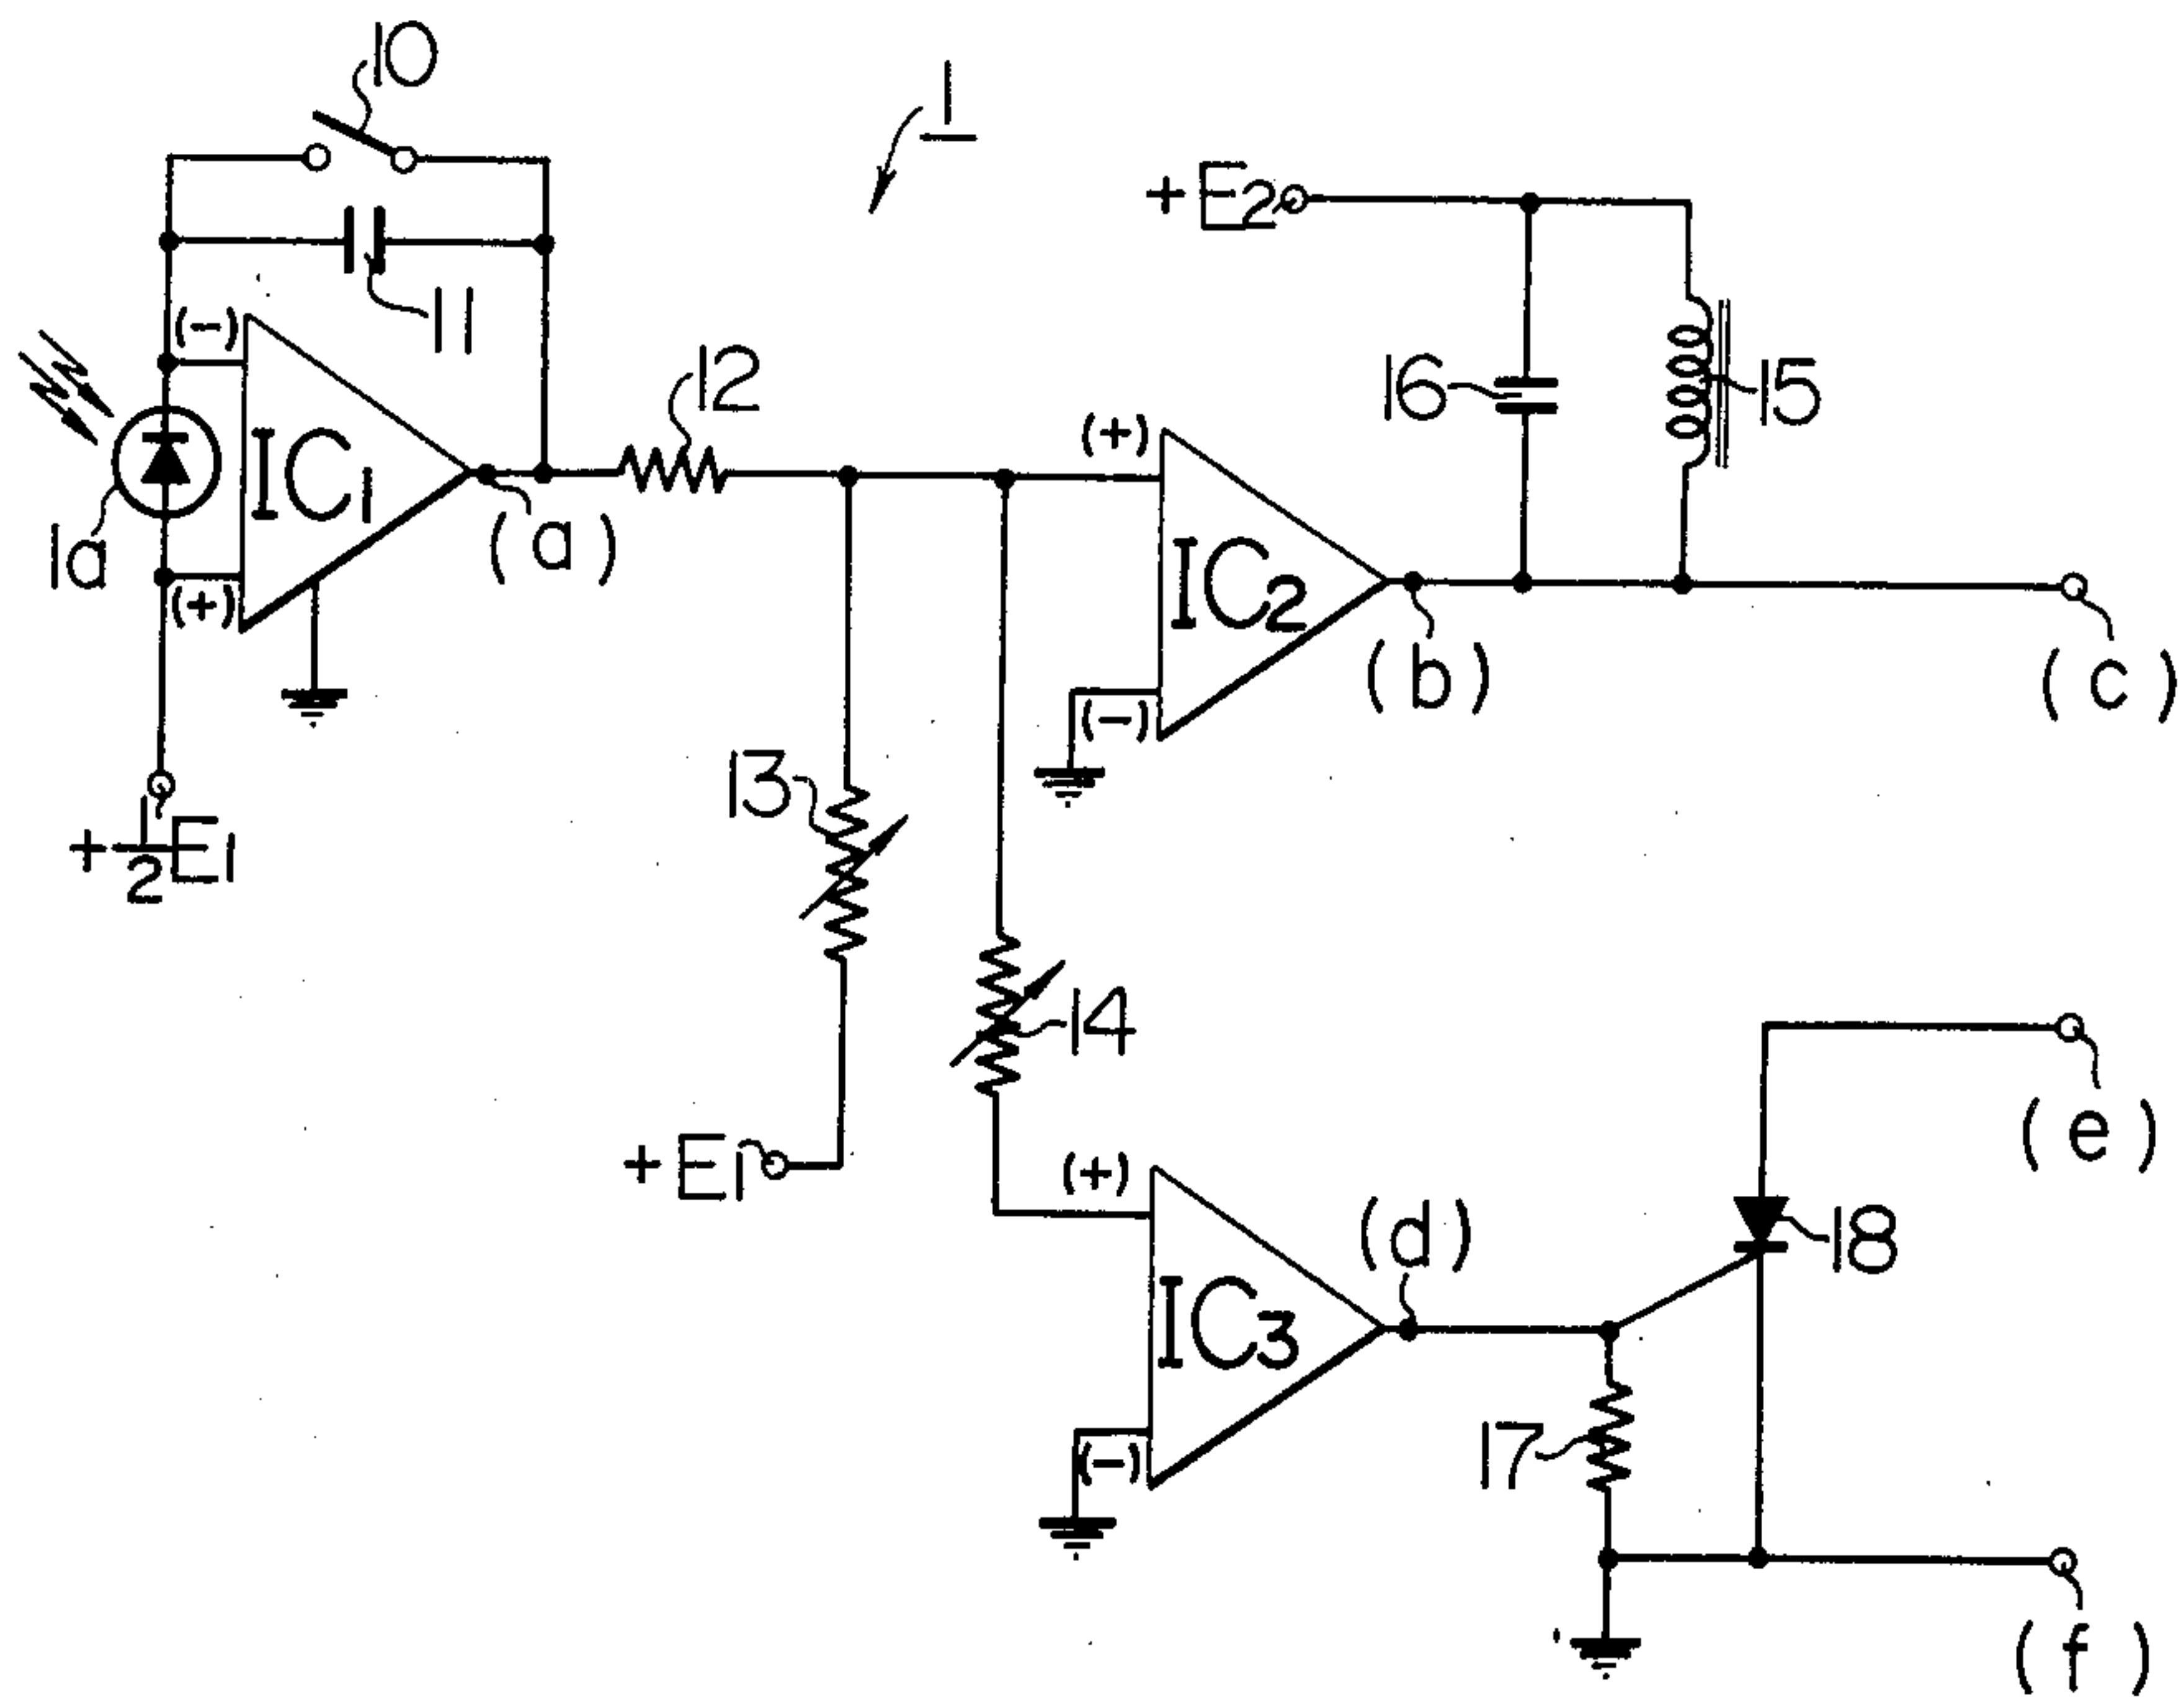 10
1
+E2
(-)
11
12
16
15
(+)
IC1
1a
(a)
IC2
(+)
(b)
(c)
(-)
13
+1/2E1
14
(e)
+E1
(+)
(d)
18
IC3
17
(-)
(f)